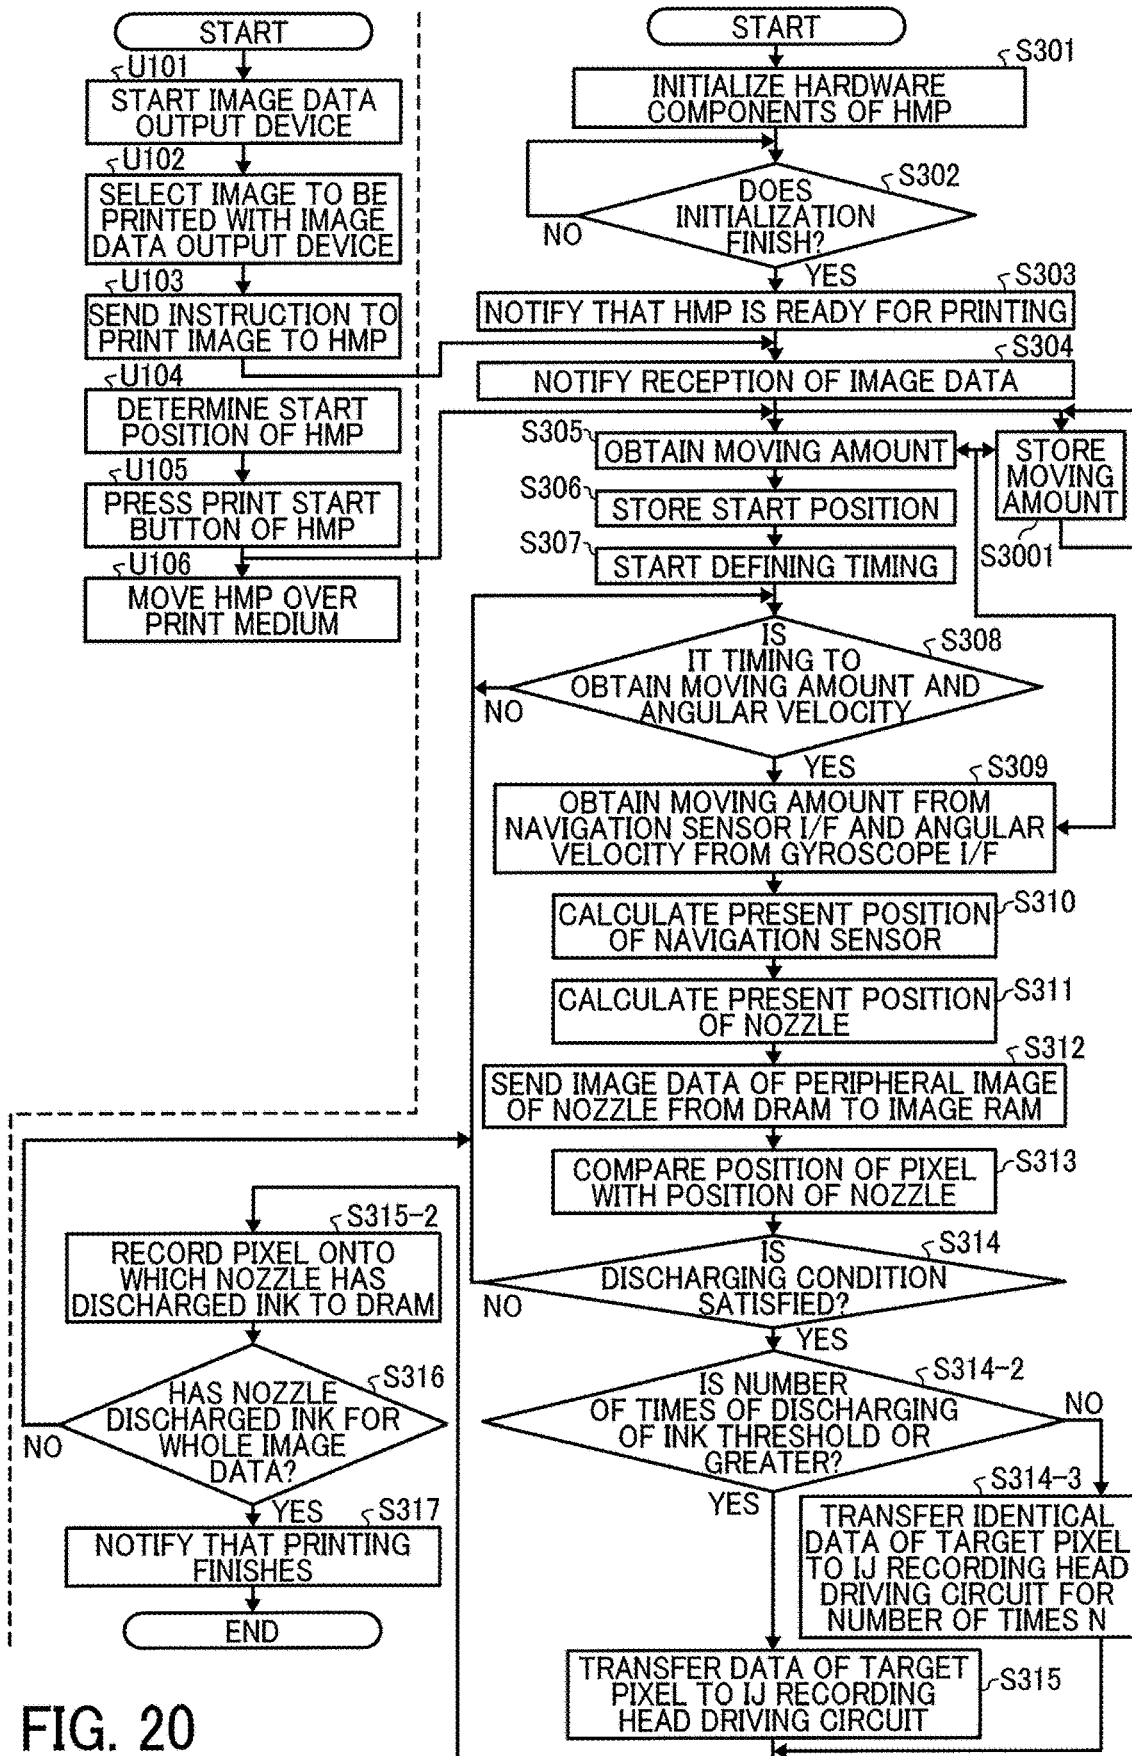 START
U101
START IMAGE DATA
OUTPUT DEVICE
U102
SELECT IMAGE TO BE
PRINTED WITH IMAGE
DATA OUTPUT DEVICE
U103
SEND INSTRUCTION TO
PRINT IMAGE TO HMP
U104
DETERMINE START
POSITION OF HMP
U105
PRESS PRINT START
BUTTON OF HMP
U106
MOVE HMP OVER
PRINT MEDIUM
START
S301
INITIALIZE HARDWARE
COMPONENTS OF HMP
S302
DOES
INITIALIZATION
FINISH?
NO
YES
S303
NOTIFY THAT HMP IS READY FOR PRINTING
S304
NOTIFY RECEPTION OF IMAGE DATA
S305
OBTAIN MOVING AMOUNT
STORE
MOVING
AMOUNT
S3001
S306
STORE START POSITION
S307
START DEFINING TIMING
S308
IS
IT TIMING TO
OBTAIN MOVING AMOUNT AND
ANGULAR VELOCITY
NO
YES
S309
OBTAIN MOVING AMOUNT FROM
NAVIGATION SENSOR I/F AND ANGULAR
VELOCITY FROM GYROSCOPE I/F
S310
CALCULATE PRESENT POSITION
OF NAVIGATION SENSOR
S311
CALCULATE PRESENT POSITION
OF NOZZLE
S312
SEND IMAGE DATA OF PERIPHERAL IMAGE
OF NOZZLE FROM DRAM TO IMAGE RAM
S313
COMPARE POSITION OF PIXEL
WITH POSITION OF NOZZLE
S314
IS
DISCHARGING CONDITION
SATISFIED?
NO
YES
S314-2
IS NUMBER
OF TIMES OF DISCHARGING
OF INK THRESHOLD OR
GREATER?
NO
YES
S314-3
TRANSFER IDENTICAL
DATA OF TARGET PIXEL
TO IJ RECORDING HEAD
DRIVING CIRCUIT FOR
NUMBER OF TIMES N
S315
TRANSFER DATA OF TARGET
PIXEL TO IJ RECORDING
HEAD DRIVING CIRCUIT
S315-2
RECORD PIXEL ONTO
WHICH NOZZLE HAS
DISCHARGED INK TO DRAM
S316
HAS NOZZLE
DISCHARGED INK FOR
WHOLE IMAGE
DATA?
NO
YES
S317
NOTIFY THAT PRINTING
FINISHES
END
FIG. 20